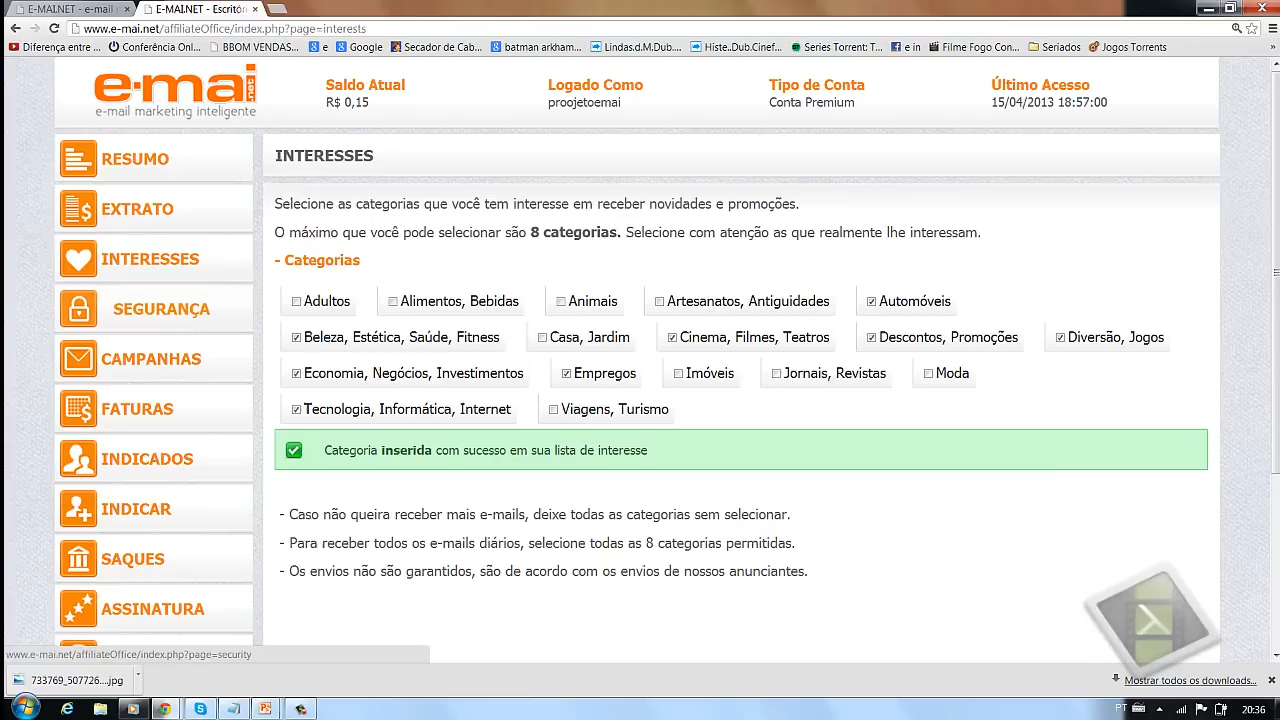 E-MAI.NET - e-mail
E-MAI.NET - Escritóri
www.e-mai.net/affiliateOffice/index.php?page=interests
Diferença entre ...
Conferência Onl...
BBOM VENDAS...
e
Google
Secador de Cab...
batman arkham...
Lindas.d.M.Dub...
Histe..Dub.Cinef...
Series Torrent: T...
e in
Filme Fogo Con...
Seriados
Jogos Torrents
e-mai.net
e-mail marketing inteligente
Saldo Atual
R$ 0,15
Logado Como
proojetoemai
Tipo de Conta
Conta Premium
Último Acesso
15/04/2013 18:57:00
RESUMO
EXTRATO
INTERESSES
SEGURANÇA
CAMPANHAS
FATURAS
INDICADOS
INDICAR
SAQUES
ASSINATURA
INTERESSES
Selecione as categorias que você tem interesse em receber novidades e promoções.
O máximo que você pode selecionar são 8 categorias. Selecione com atenção as que realmente lhe interessam.
- Categorias
Adultos Alimentos, Bebidas Animais Artesanatos, Antiguidades Automóveis
Beleza, Estética, Saúde, Fitness Casa, Jardim Cinema, Filmes, Teatros Descontos, Promoções Diversão, Jogos
Economia, Negócios, Investimentos Empregos Imóveis Jornais, Revistas Moda
Tecnologia, Informática, Internet Viagens, Turismo
Categoria inserida com sucesso em sua lista de interesse
- Caso não queira receber mais e-mails, deixe todas as categorias sem selecionar.
- Para receber todos os e-mails diários, selecione todas as 8 categorias permitidas.
- Os envios não são garantidos, são de acordo com os envios de nossos anunciantes.
www.e-mai.net/affiliateOffice/index.php?page=security
733769_507726....jpg
Mostrar todos os downloads...
PT
20:36